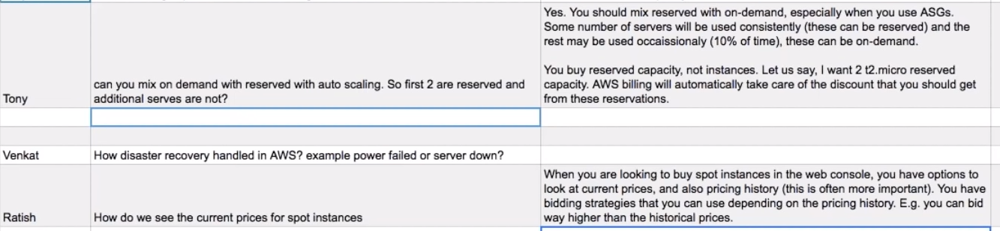 Yes. You should mix reserved with on-demand, especially when you use ASGs.
Some number of servers will be used consistently (these can be reserved) and the
rest may be used occaissionaly (10% of time), these can be on-demand.
You buy reserved capacity, not instances. Let us say, I want 2 t2.micro reserved
capacity. AWS billing will automatically take care of the discount that you should get
from these reservations.
can you mix on demand with reserved with auto scaling. So first 2 are reserved and
additional serves are not?
Tony
Venkat
How disaster recovery handled in AWS? example power failed or server down?
When you are looking to buy spot instances in the web console, you have options to
look at current prices, and also pricing history (this is often more important). You have
bidding strategies that you can use depending on the pricing history. E.g. you can bid
way higher than the historical prices.
Ratish
How do we see the current prices for spot instances